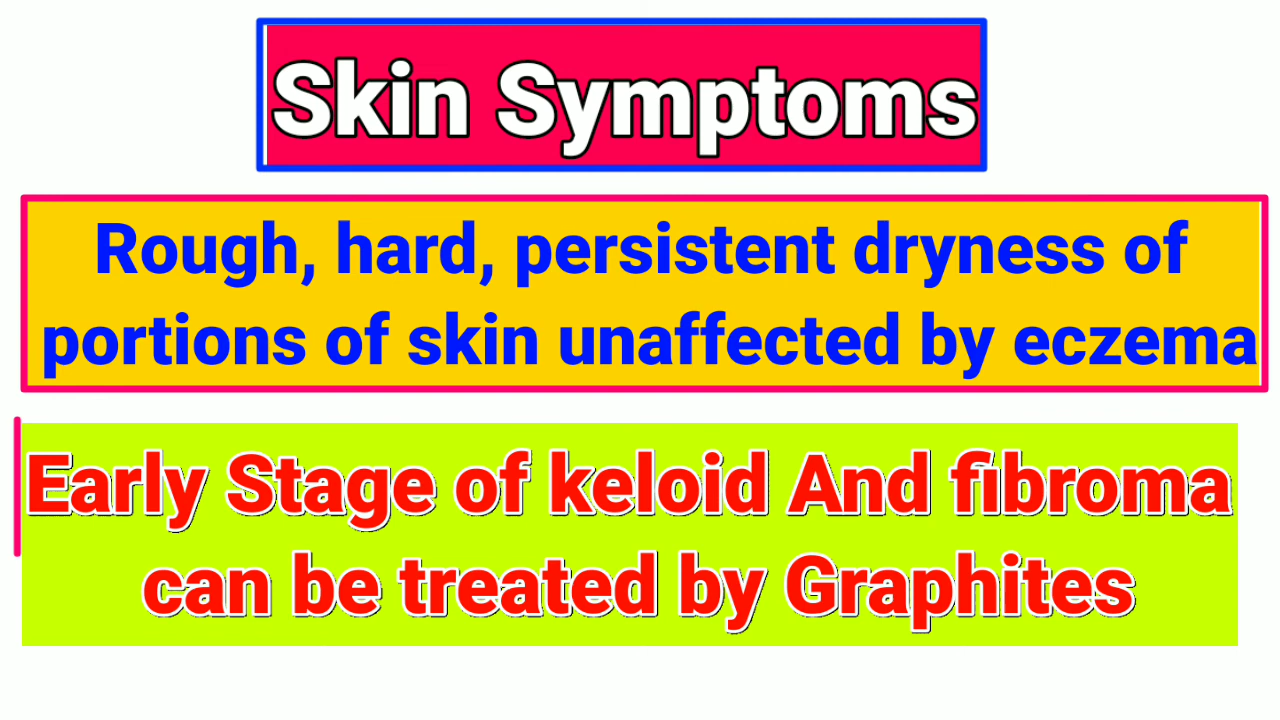 Skin Symptoms
Rough, hard, persistent dryness of
portions of skin unaffected by eczema
Early Stage of keloid And fibroma
can be treated by Graphites